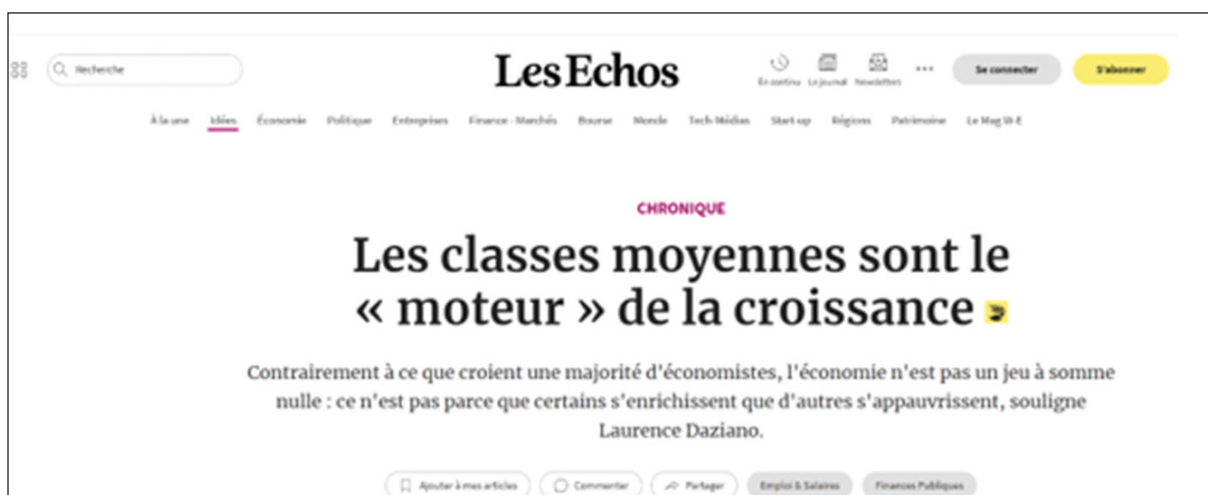 Recherche
Les Echos
En continu Le journal Newsletters
Se connecter
S'abonner
À la une Idées Économie Politique Entreprises Finance - Marchés Bourse Monde Tech-Médias Start-up Régions Patrimoine Le Mag W-E
CHRONIQUE
Les classes moyennes sont le
« moteur » de la croissance
Contrairement à ce que croient une majorité d'économistes, l'économie n'est pas un jeu à somme
nulle : ce n'est pas parce que certains s'enrichissent que d'autres s'appauvrissent, souligne
Laurence Daziano.
Ajouter à mes articles Commenter Partager Emploi & Salaires Finances Publiques